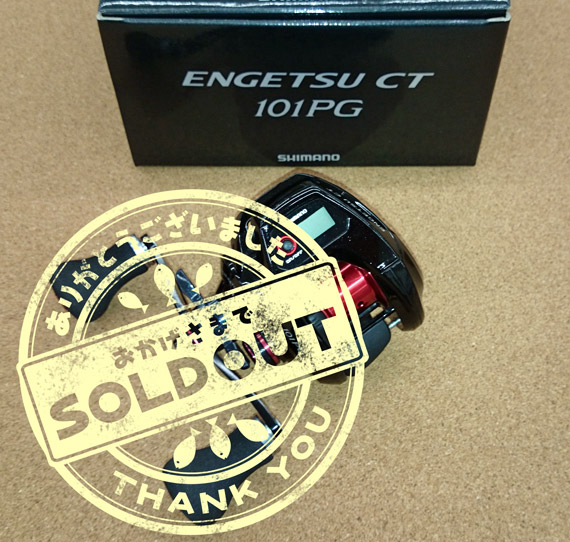 ENGETSU CT
101PG
SHIMANO
ありがとうございました
おかげさまで
SOLD OUT
THANK YOU